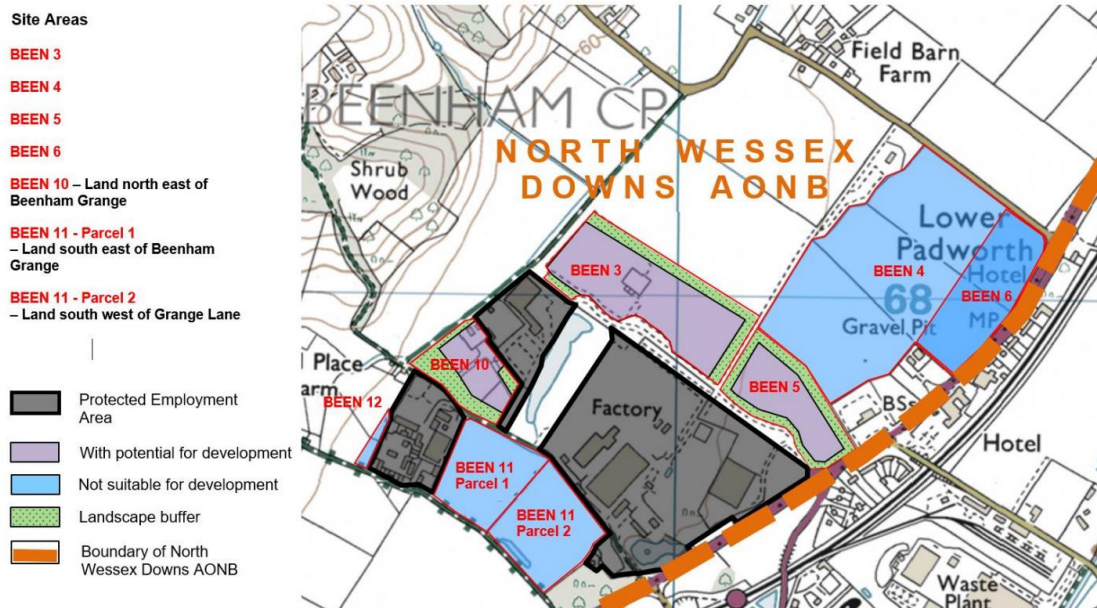 Site Areas
BEEN 3
BEEN 4
BEEN 5
BEEN 6
BEEN 10 – Land north east of
Beenham Grange
BEEN 11 - Parcel 1
– Land south east of Beenham
Grange
BEEN 11 - Parcel 2
– Land south west of Grange Lane
Protected Employment
Area
With potential for development
Not suitable for development
Landscape buffer
Boundary of North
Wessex Downs AONB
60
Field Barn
Farm
BEENHAM CP
NORTH WESSEX
DOWNS AONB
Shrub
Wood
Lower
Padworth
Hotel
BEEN 3
BEEN 4
BEEN 6
68
MP
Gravel Pit
BEEN 10
BEEN 5
Place
arm
BEEN 12
Factory
BSs
Hotel
BEEN 11
Parcel 1
BEEN 11
Parcel 2
Waste
Plant